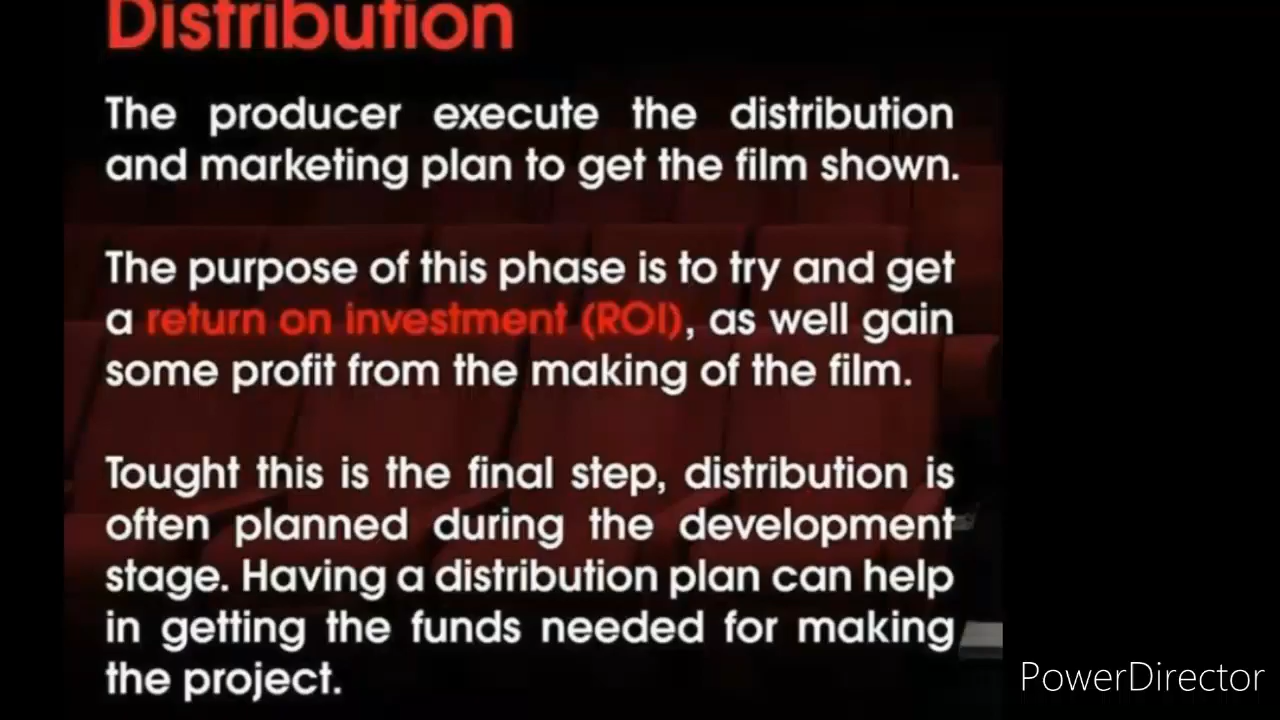 Distribution
The producer execute the distribution
and marketing plan to get the film shown.
The purpose of this phase is to try and get
a return on investment (ROI), as well gain
some profit from the making of the film.
Tought this is the final step, distribution is
often planned during the development
stage. Having a distribution plan can help
in getting the funds needed for making
the project.
PowerDirector